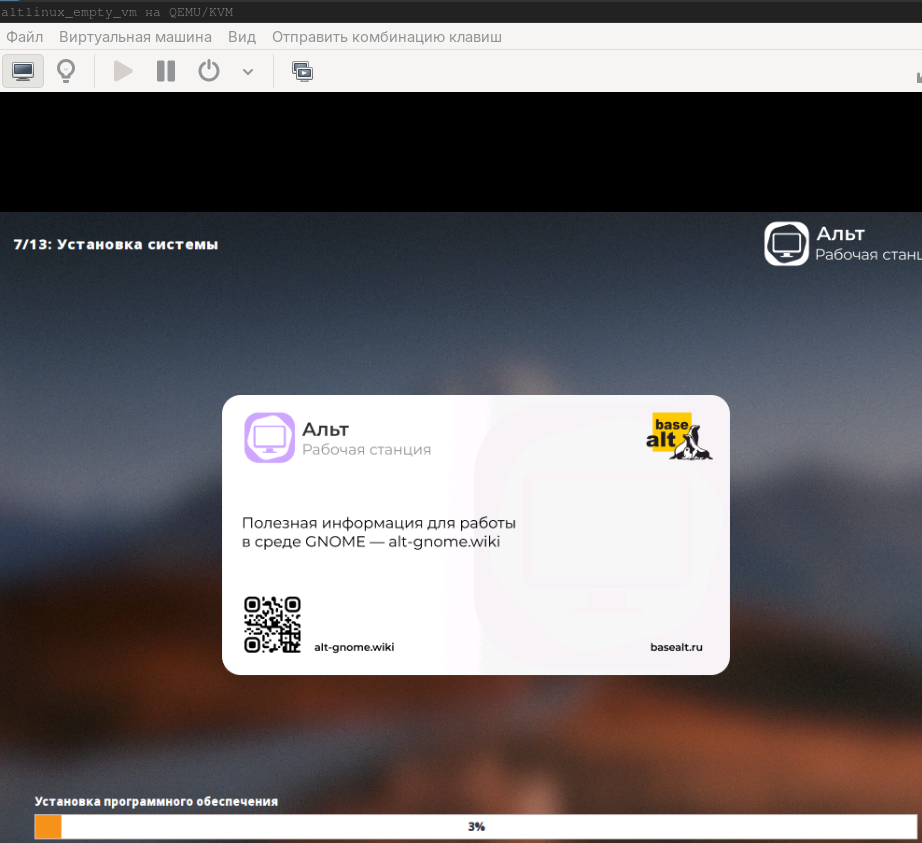 altlinux_empty_vm на QEMU/KVM
Файл Виртуальная машина Вид Отправить комбинацию клавиш
7/13: Установка системы
Альт
Рабочая
Альт
Рабочая станция
base
alt
Полезная информация для работы
в среде GNOME — alt-gnome.wiki
alt-gnome.wiki
basealt.ru
Установка программного обеспечения
3%